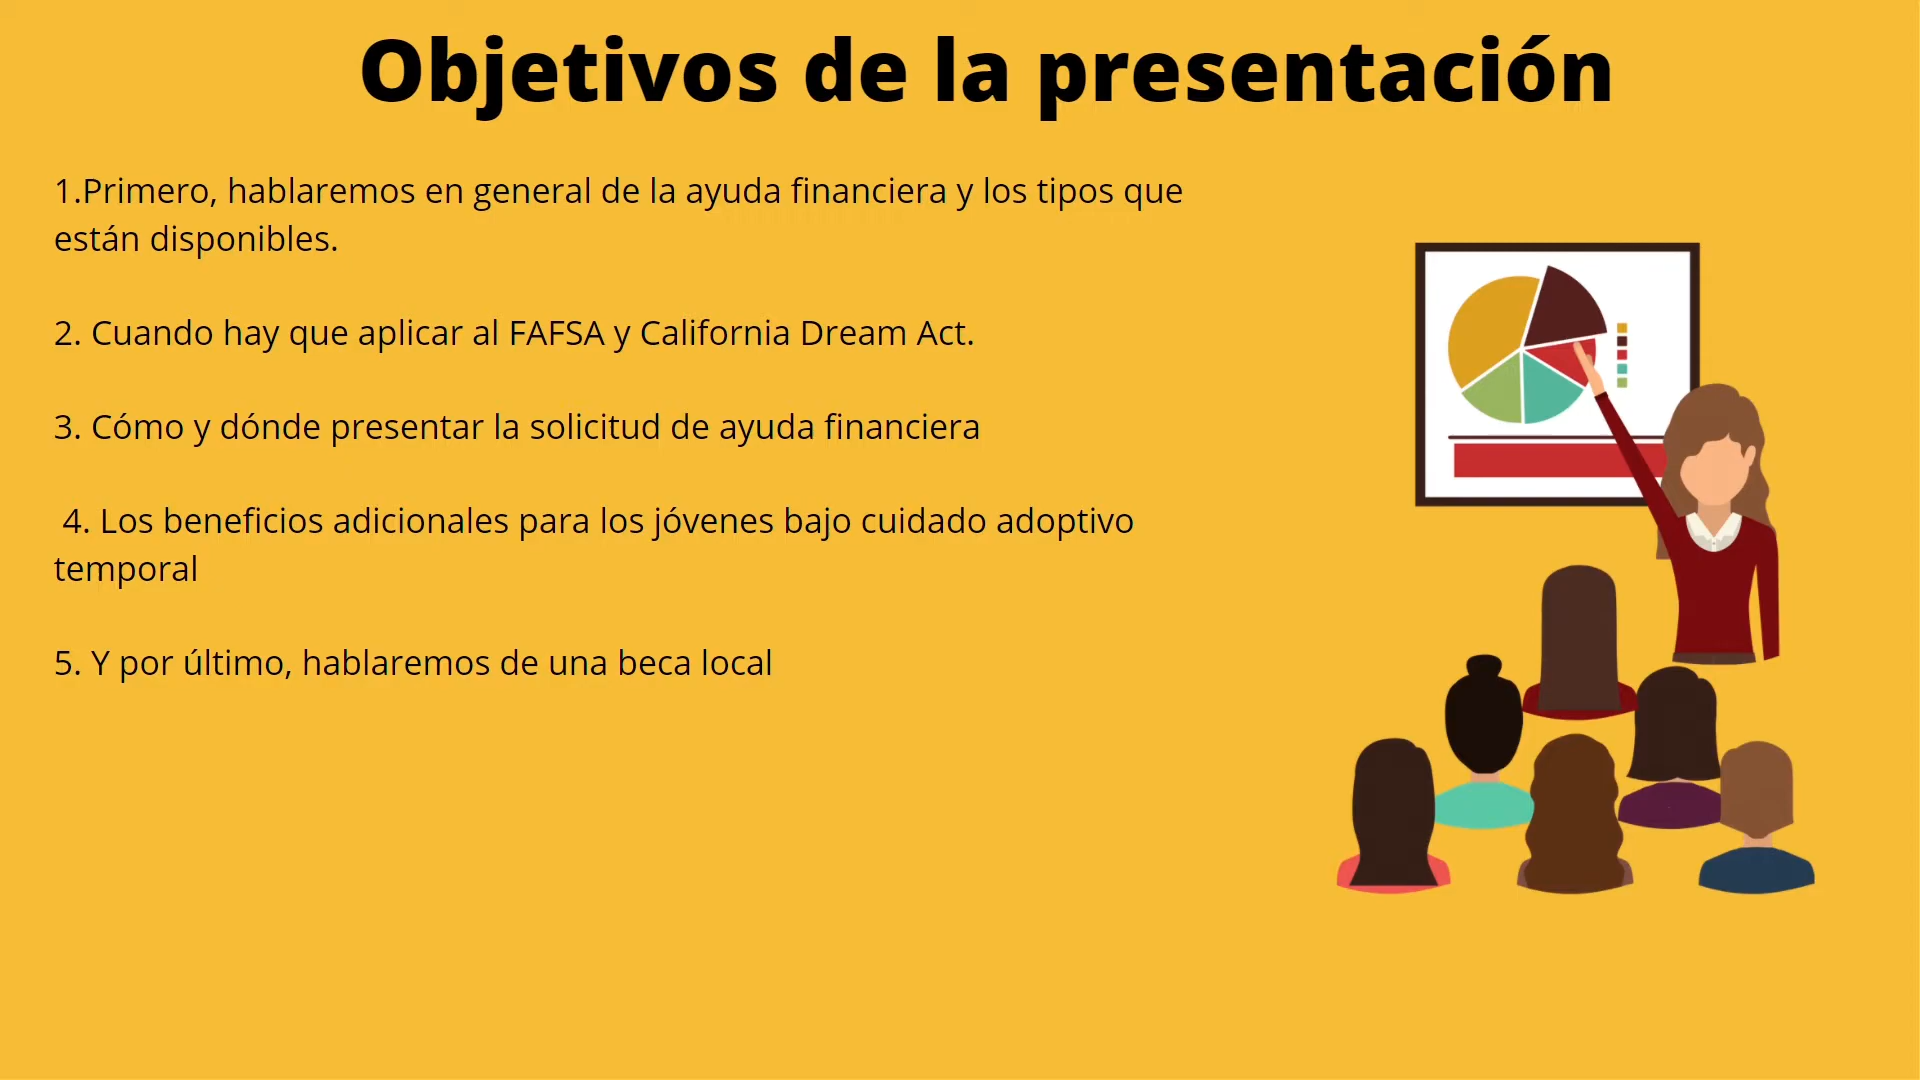 Objetivos de la presentación
1.Primero, hablaremos en general de la ayuda financiera y los tipos que
están disponibles.
2. Cuando hay que aplicar al FAFSA y California Dream Act.
3. Cómo y dónde presentar la solicitud de ayuda financiera
4. Los beneficios adicionales para los jóvenes bajo cuidado adoptivo
temporal
5. Y por último, hablaremos de una beca local